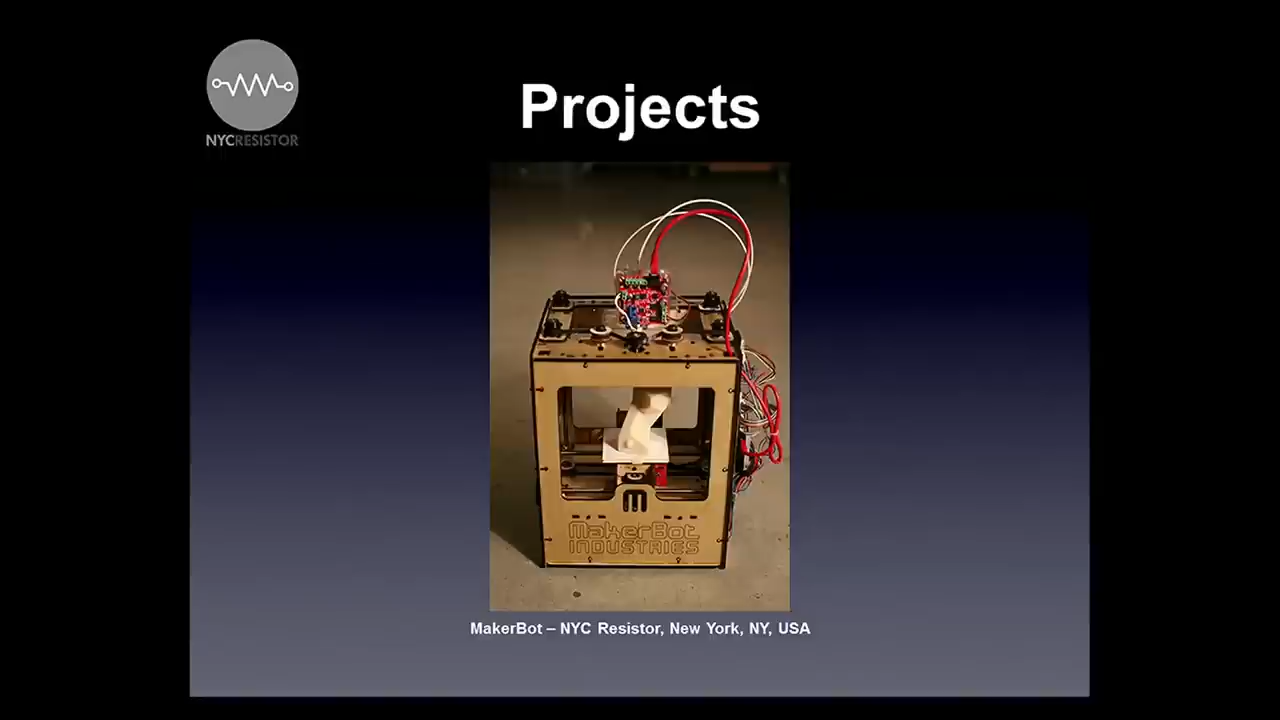 NYCRESISTOR
Projects
MakerBot
INDUSTRIES
MakerBot – NYC Resistor, New York, NY, USA